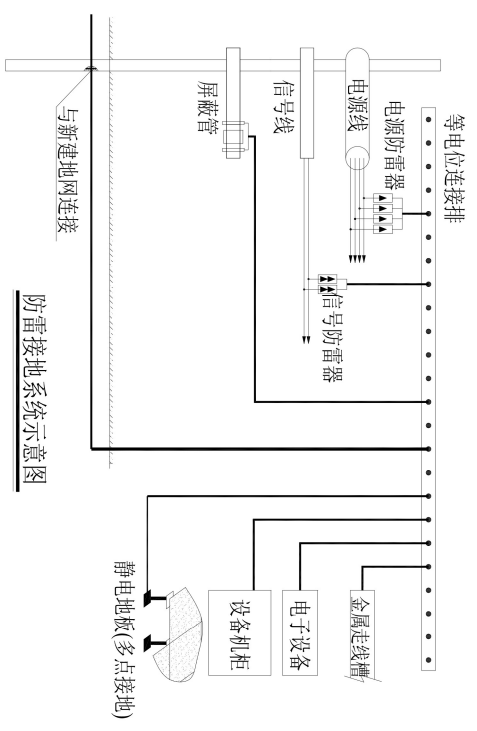 等电位连接排
电源防雷器
电源线
信号线
屏蔽管
信号防雷器
与新建地网连接
金属走线槽
电子设备
设备机柜
静电地板(多点接地)
防雷接地系统示意图